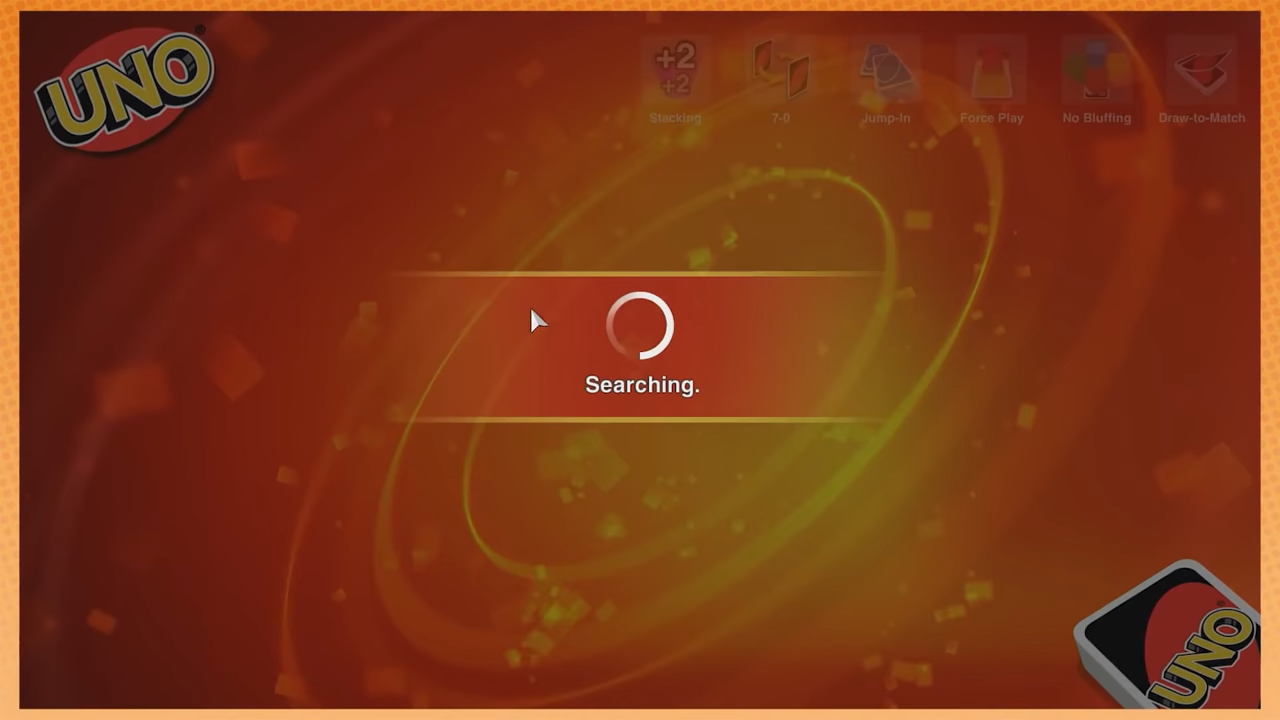 UNO
+2
+2
Stacking
7-0
Jump-In
Force Play
No Bluffing
Draw-to-Match
Searching.
UNO